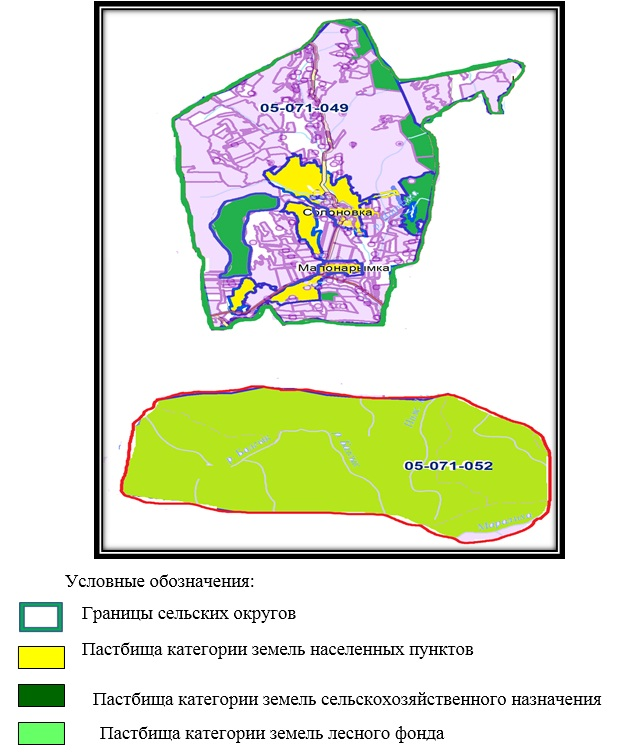 05-071-049
Солоновка
Малонарымка
05-071-052
Условные обозначения:
Границы сельских округов
Пастбища категории земель населенных пунктов
Пастбища категории земель сельскохозяйственного назначения
Пастбища категории земель лесного фонда